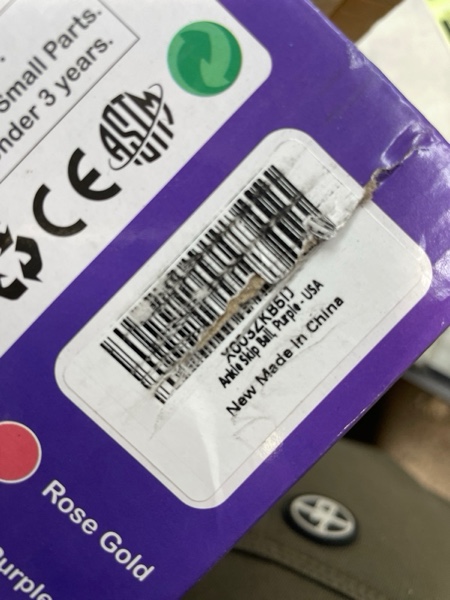 Small Parts.
nder 3 years.
CE
ASTM
X003ZKB5JJ
Ankle Skip Ball, Purple - USA
New Made in China
Rose Gold
Purple